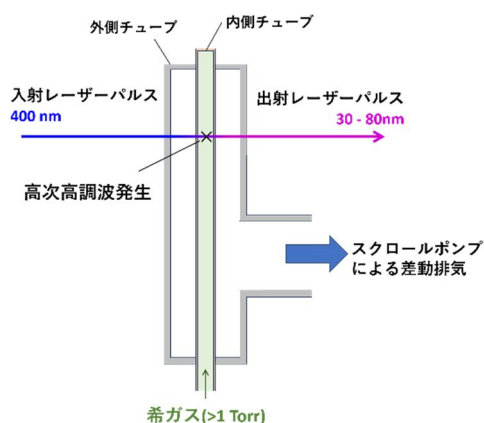 外側チューブ
内側チューブ
入射レーザーパルス
400 nm
出射レーザーパルス
30 - 80nm
高次高調波発生
スクロールポンプ
による差動排気
希ガス(>1 Torr)